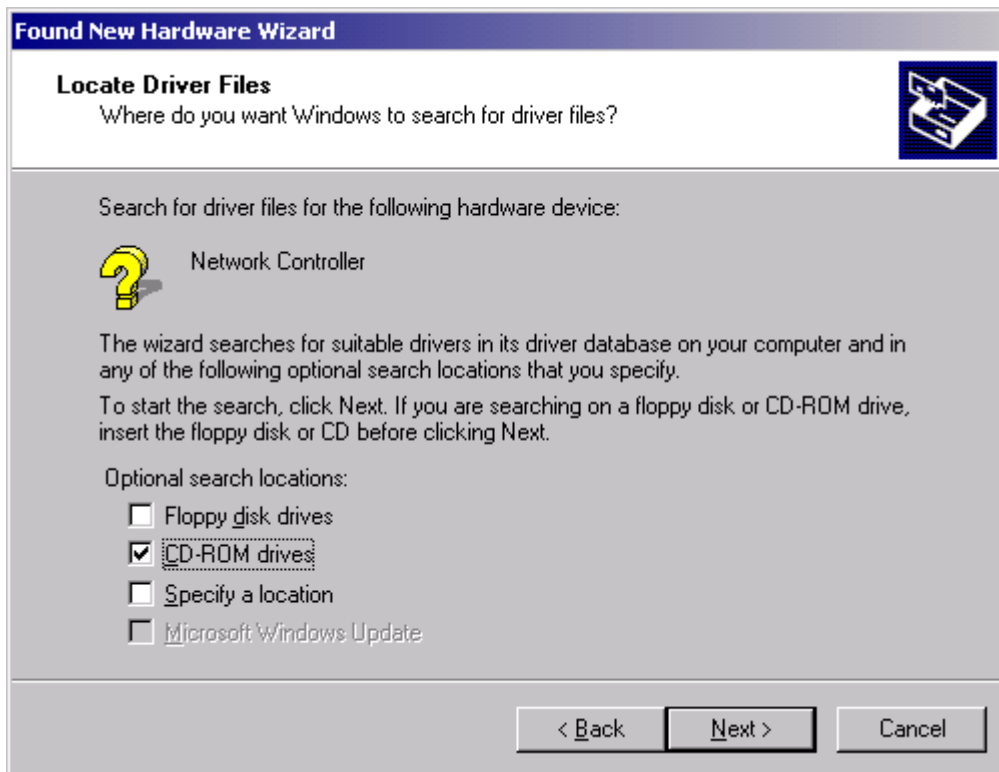 Found New Hardware Wizard
Locate Driver Files
Where do you want Windows to search for driver files?
Search for driver files for the following hardware device:
Network Controller
The wizard searches for suitable drivers in its driver database on your computer and in
any of the following optional search locations that you specify.
To start the search, click Next. If you are searching on a floppy disk or CD-ROM drive,
insert the floppy disk or CD before clicking Next.
Optional search locations:
Floppy disk drives
CD-ROM drives
Specify a location
Microsoft Windows Update
< Back Next > Cancel